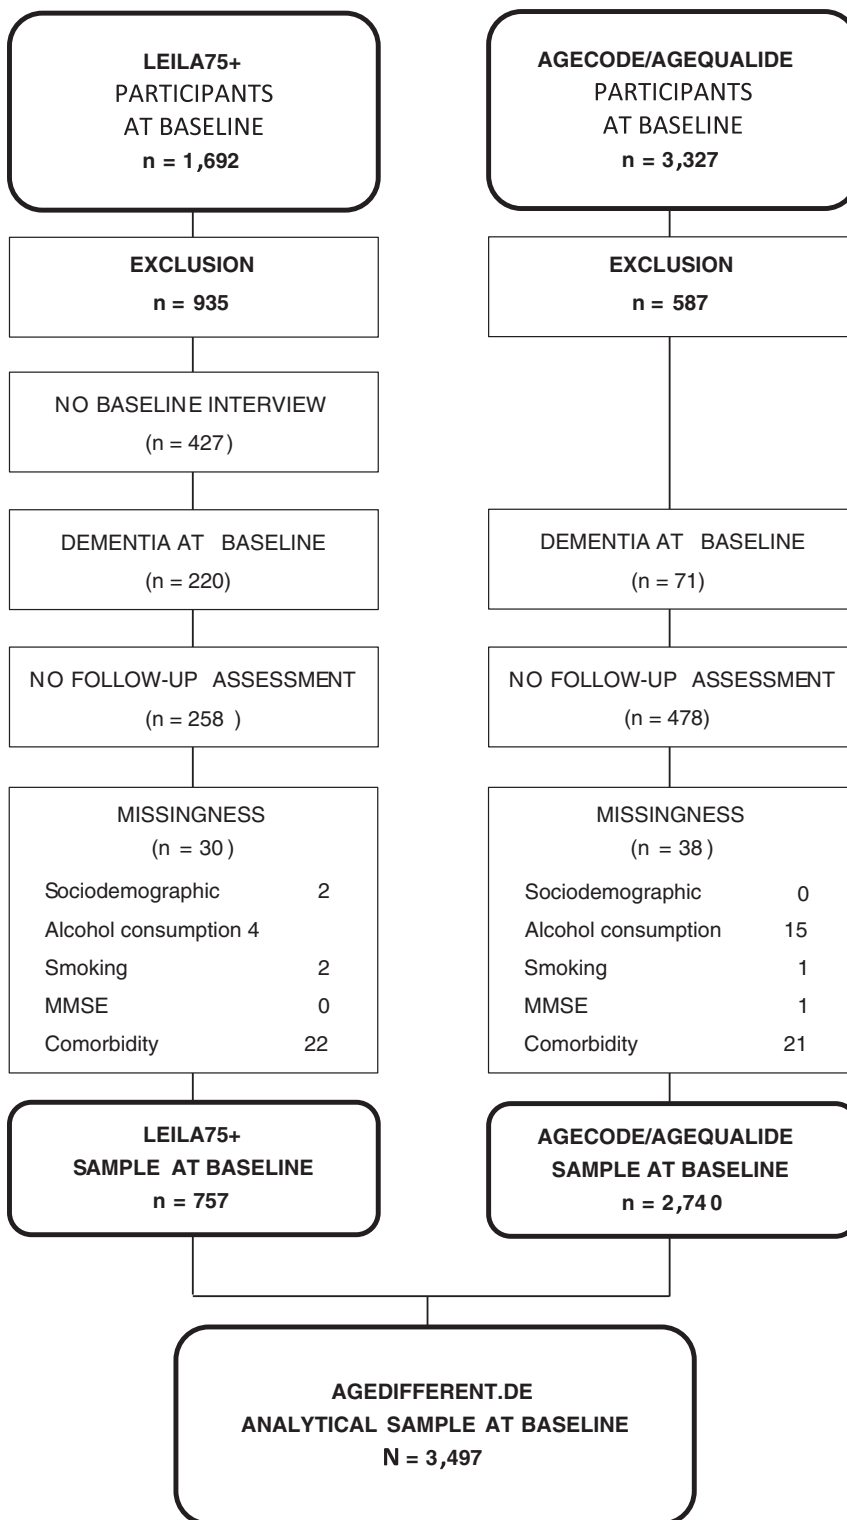 LEILA75+
PARTICIPANTS
AT BASELINE
n = 1,692
AGECODE/AGEQUALIDE
PARTICIPANTS
AT BASELINE
n = 3,327
EXCLUSION
n = 935
EXCLUSION
n = 587
NO BASELINE INTERVIEW
(n = 427)
DEMENTIA AT BASELINE
(n = 220)
DEMENTIA AT BASELINE
(n = 71)
NO FOLLOW-UP ASSESSMENT
(n = 258 )
NO FOLLOW-UP ASSESSMENT
(n = 478)
MISSINGNESS
(n = 30 )
Sociodemographic 2
Alcohol consumption 4
Smoking 2
MMSE 0
Comorbidity 22
MISSINGNESS
(n = 38 )
Sociodemographic 0
Alcohol consumption 15
Smoking 1
MMSE 1
Comorbidity 21
LEILA75+
SAMPLE AT BASELINE
n = 757
AGECODE/AGEQUALIDE
SAMPLE AT BASELINE
n = 2,740
AGEDIFFERENT.DE
ANALYTICAL SAMPLE AT BASELINE
N = 3,497